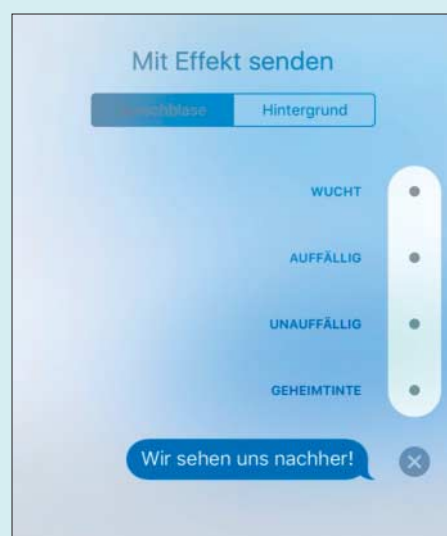 Mit Effekt senden
Hintergrund
WUCHT
AUFFÄLLIG
UNAUFFÄLLIG
GEHEIMTINTE
Wir sehen uns nachher!